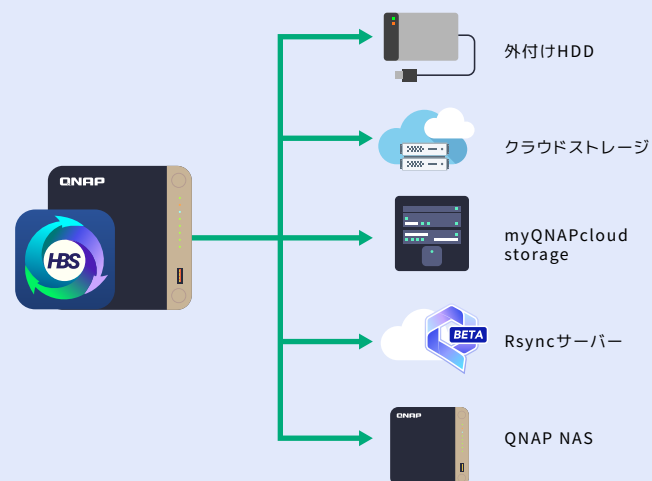 外付けHDD
クラウドストレージ
QNAP
HBS
myQNAPcloud
storage
BETA
Rsyncサーバー
QNAP
QNAP NAS